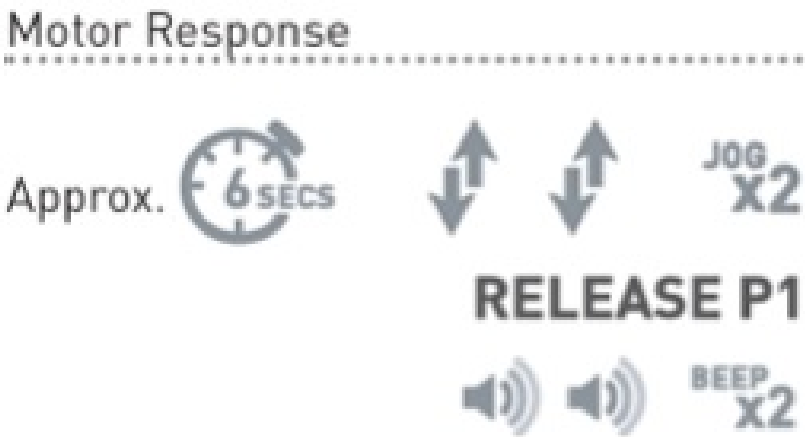 Motor Response
Approx. 6 SECS JOG x2
RELEASE P1
BEEP x2